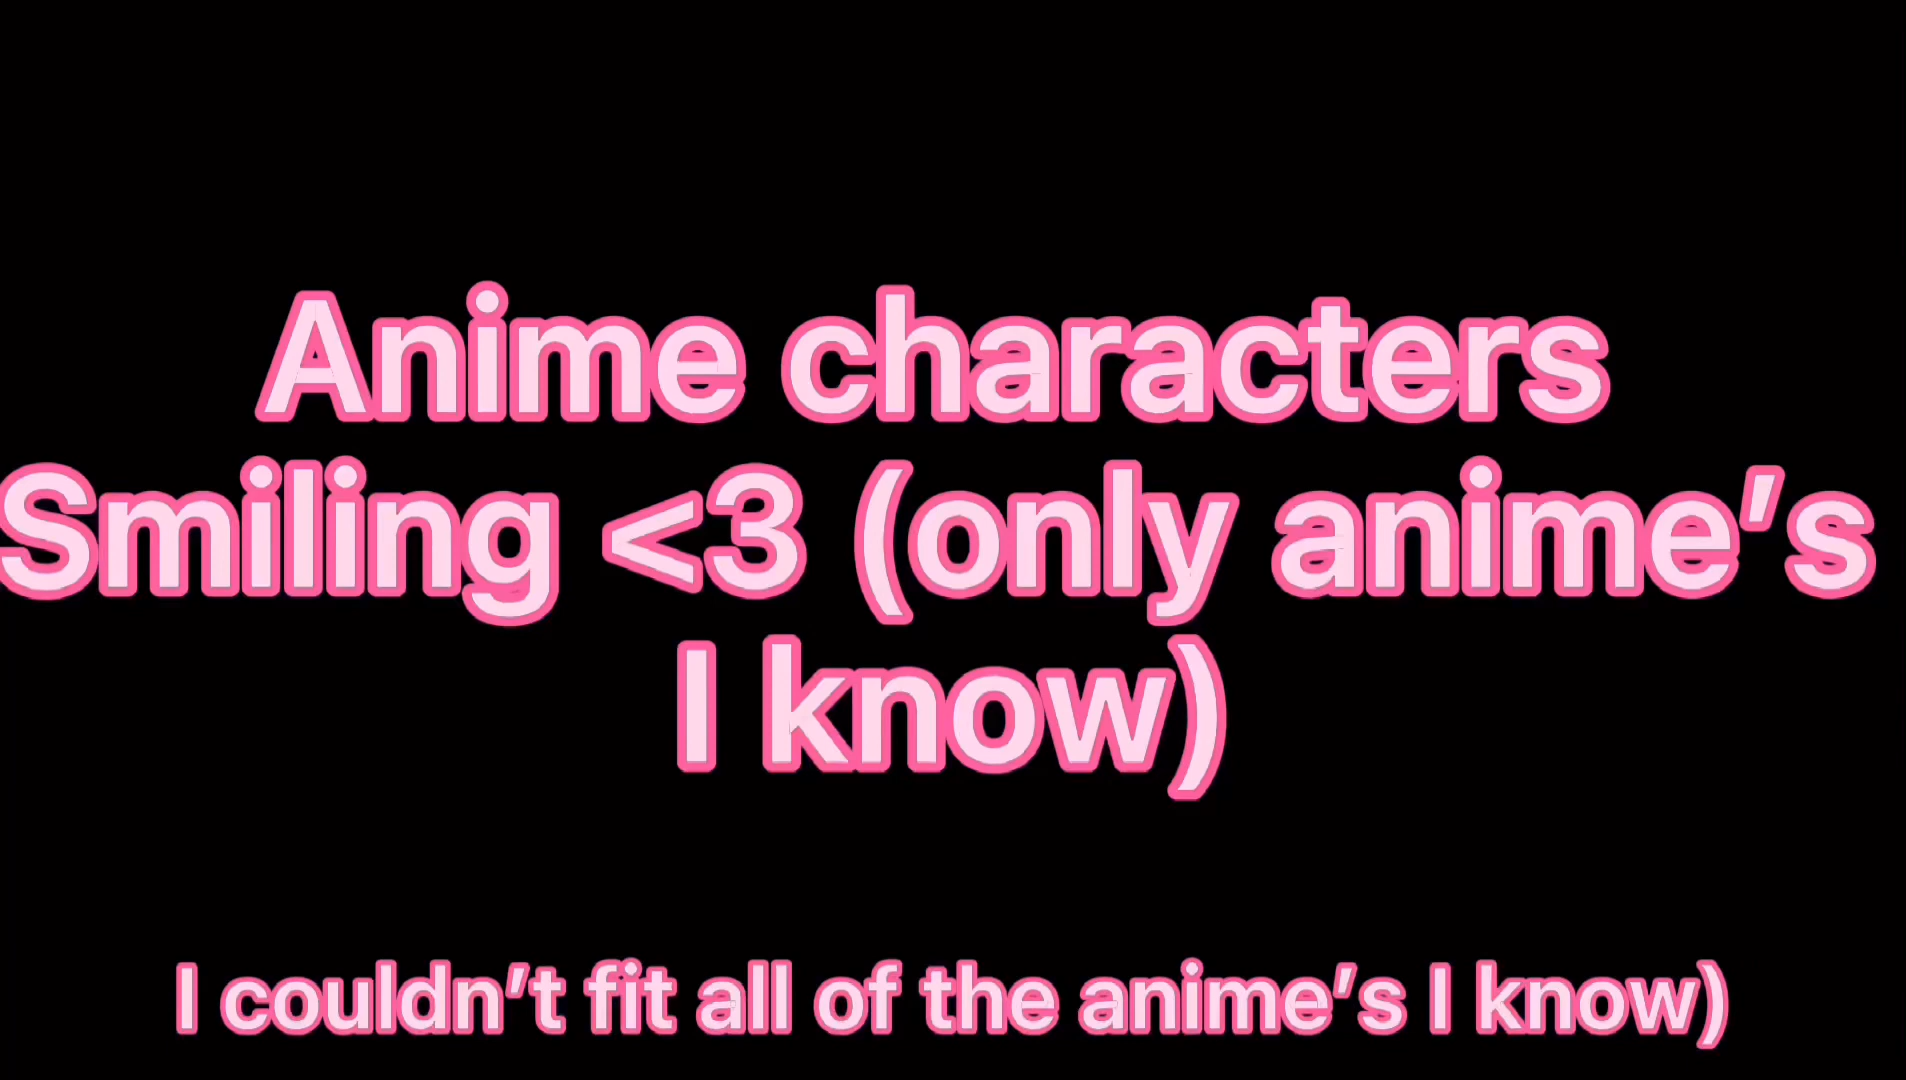 Anime characters
Smiling <3 (only anime’s
I know)
I couldn’t fit all of the anime’s I know)